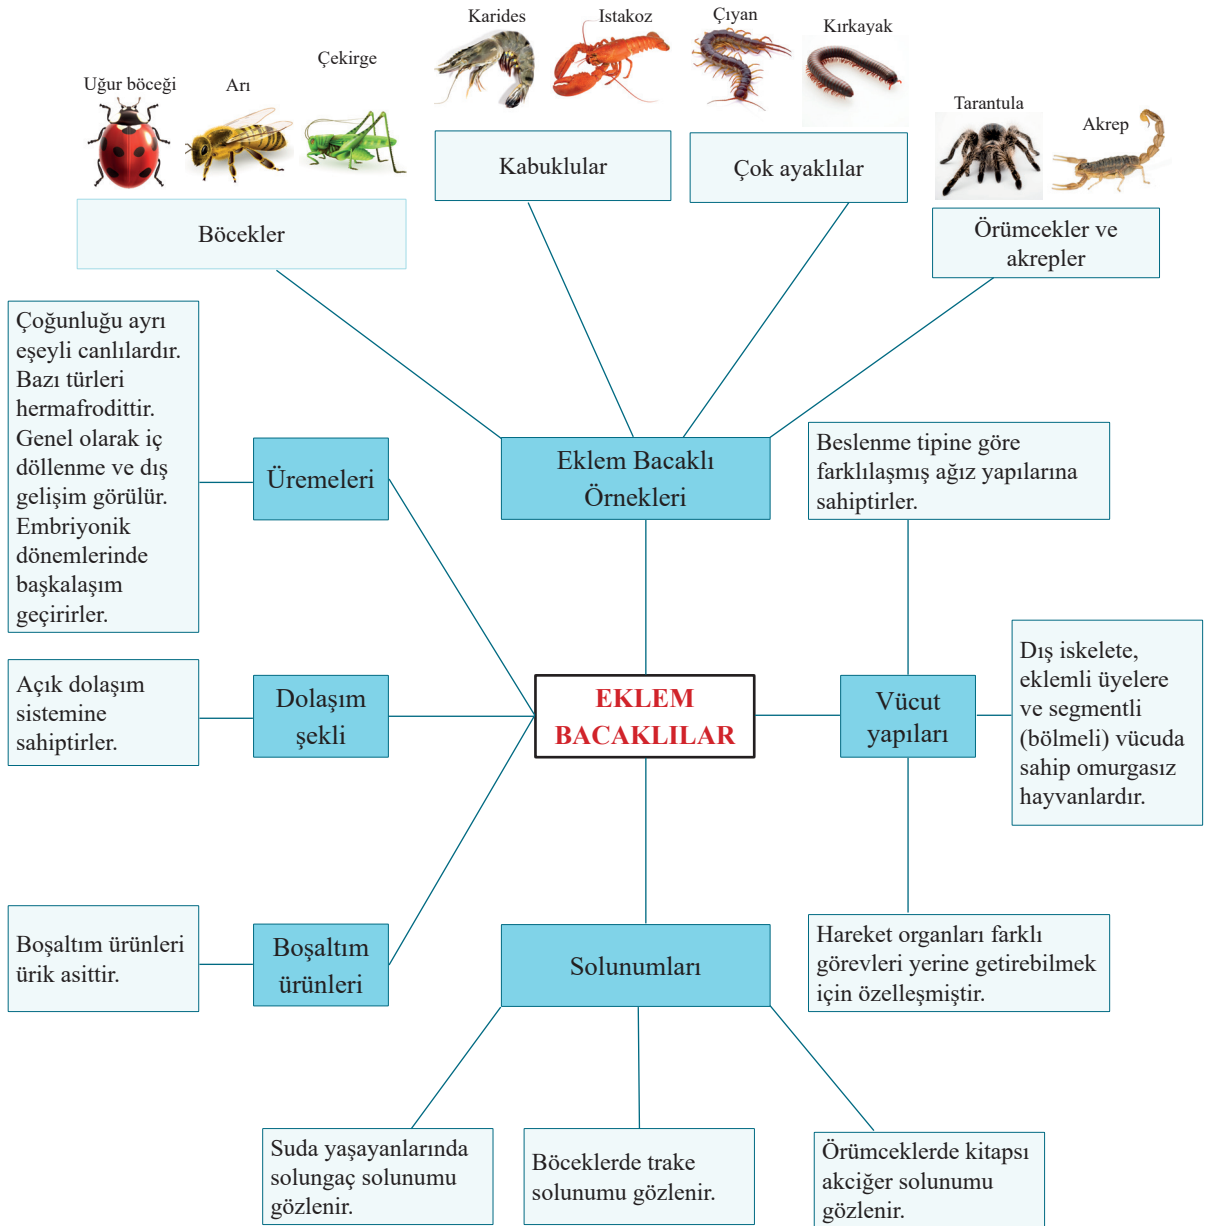 Karides
Istakoz
Çıyan
Kırkayak
Çekirge
Uğur böceği
Arı
Tarantula
Akrep
Kabuklular
Çok ayaklılar
Böcekler
Örümcekler ve
akrepler
Çoğunluğu ayrı
eşeyli canlılardır.
Bazı türleri
hermafrodittir.
Genel olarak iç
döllenme ve dış
gelişim görülür.
Embriyonik
dönemlerinde
başkalaşım
geçirirler.
Üremeleri
Eklem Bacaklı
Örnekleri
Beslenme tipine göre
farklılaşmış ağız yapılarına
sahiptirler.
Açık dolaşım
sistemine
sahiptirler.
Dolaşım
şekli
EKLEM
BACAKLILAR
Vücut
yapıları
Dış iskelete,
eklemli üyelere
ve segmentli
(bölmeli) vücuda
sahip omurgasız
hayvanlardır.
Boşaltım ürünleri
ürik asittir.
Boşaltım
ürünleri
Solunumları
Hareket organları farklı
görevleri yerine getirebilmek
için özelleşmiştir.
Suda yaşayanlarında
solungaç solunumu
gözlenir.
Böceklerde trake
solunumu gözlenir.
Örümceklerde kitapsı
akciğer solunumu
gözlenir.